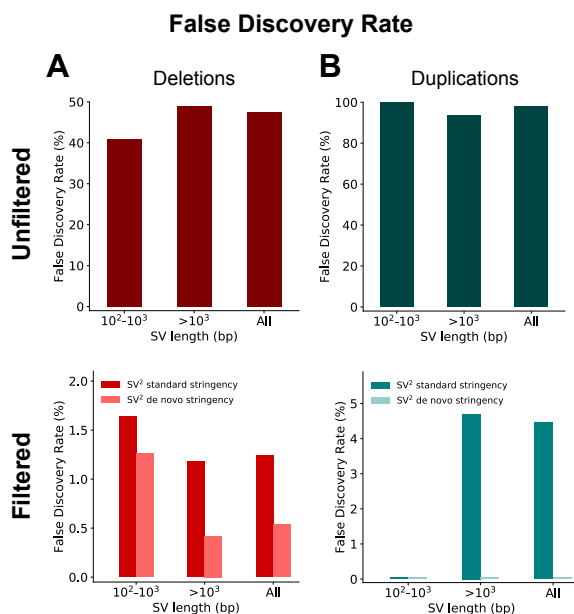 False Discovery Rate
A
B
Deletions
Duplications
Unfiltered
False Discovery Rate (%)
50
40
30
20
10
0
10²-10³
>10³
All
SV length (bp)
False Discovery Rate (%)
100
80
60
40
20
0
10²-10³
>10³
All
SV length (bp)
Filtered
False Discovery Rate (%)
2.0
1.5
1.0
0.5
0.0
SV² standard stringency
SV² de novo stringency
10²-10³
>10³
All
SV length (bp)
False Discovery Rate (%)
5
4
3
2
1
0
SV² standard stringency
SV² de novo stringency
10²-10³
>10³
All
SV length (bp)